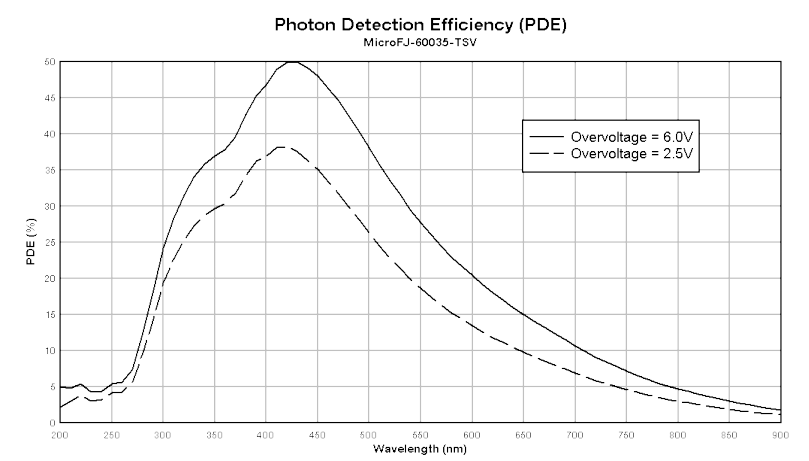 Photon Detection Efficiency (PDE)
MicroFJ-60035-TSV
50
45
40
35
30
25
20
15
10
5
0
PDE (%)
Overvoltage = 6.0V
Overvoltage = 2.5V
200 250 300 350 400 450 500 550 600 650 700 750 800 850 900
Wavelength (nm)